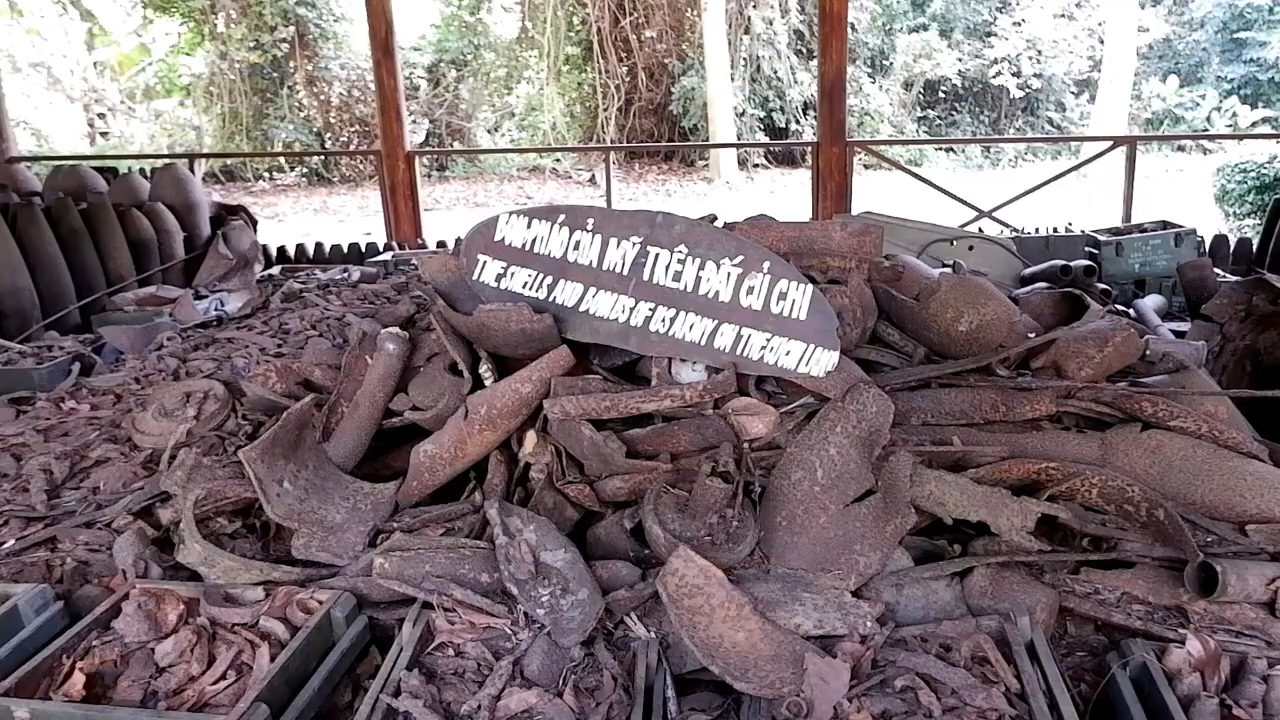 BOM-PHÁO CỦA MỸ TRÊN ĐẤT CỦ CHI
THE SHELLS AND BOMBS OF US ARMY ON THE CUCHI LAND